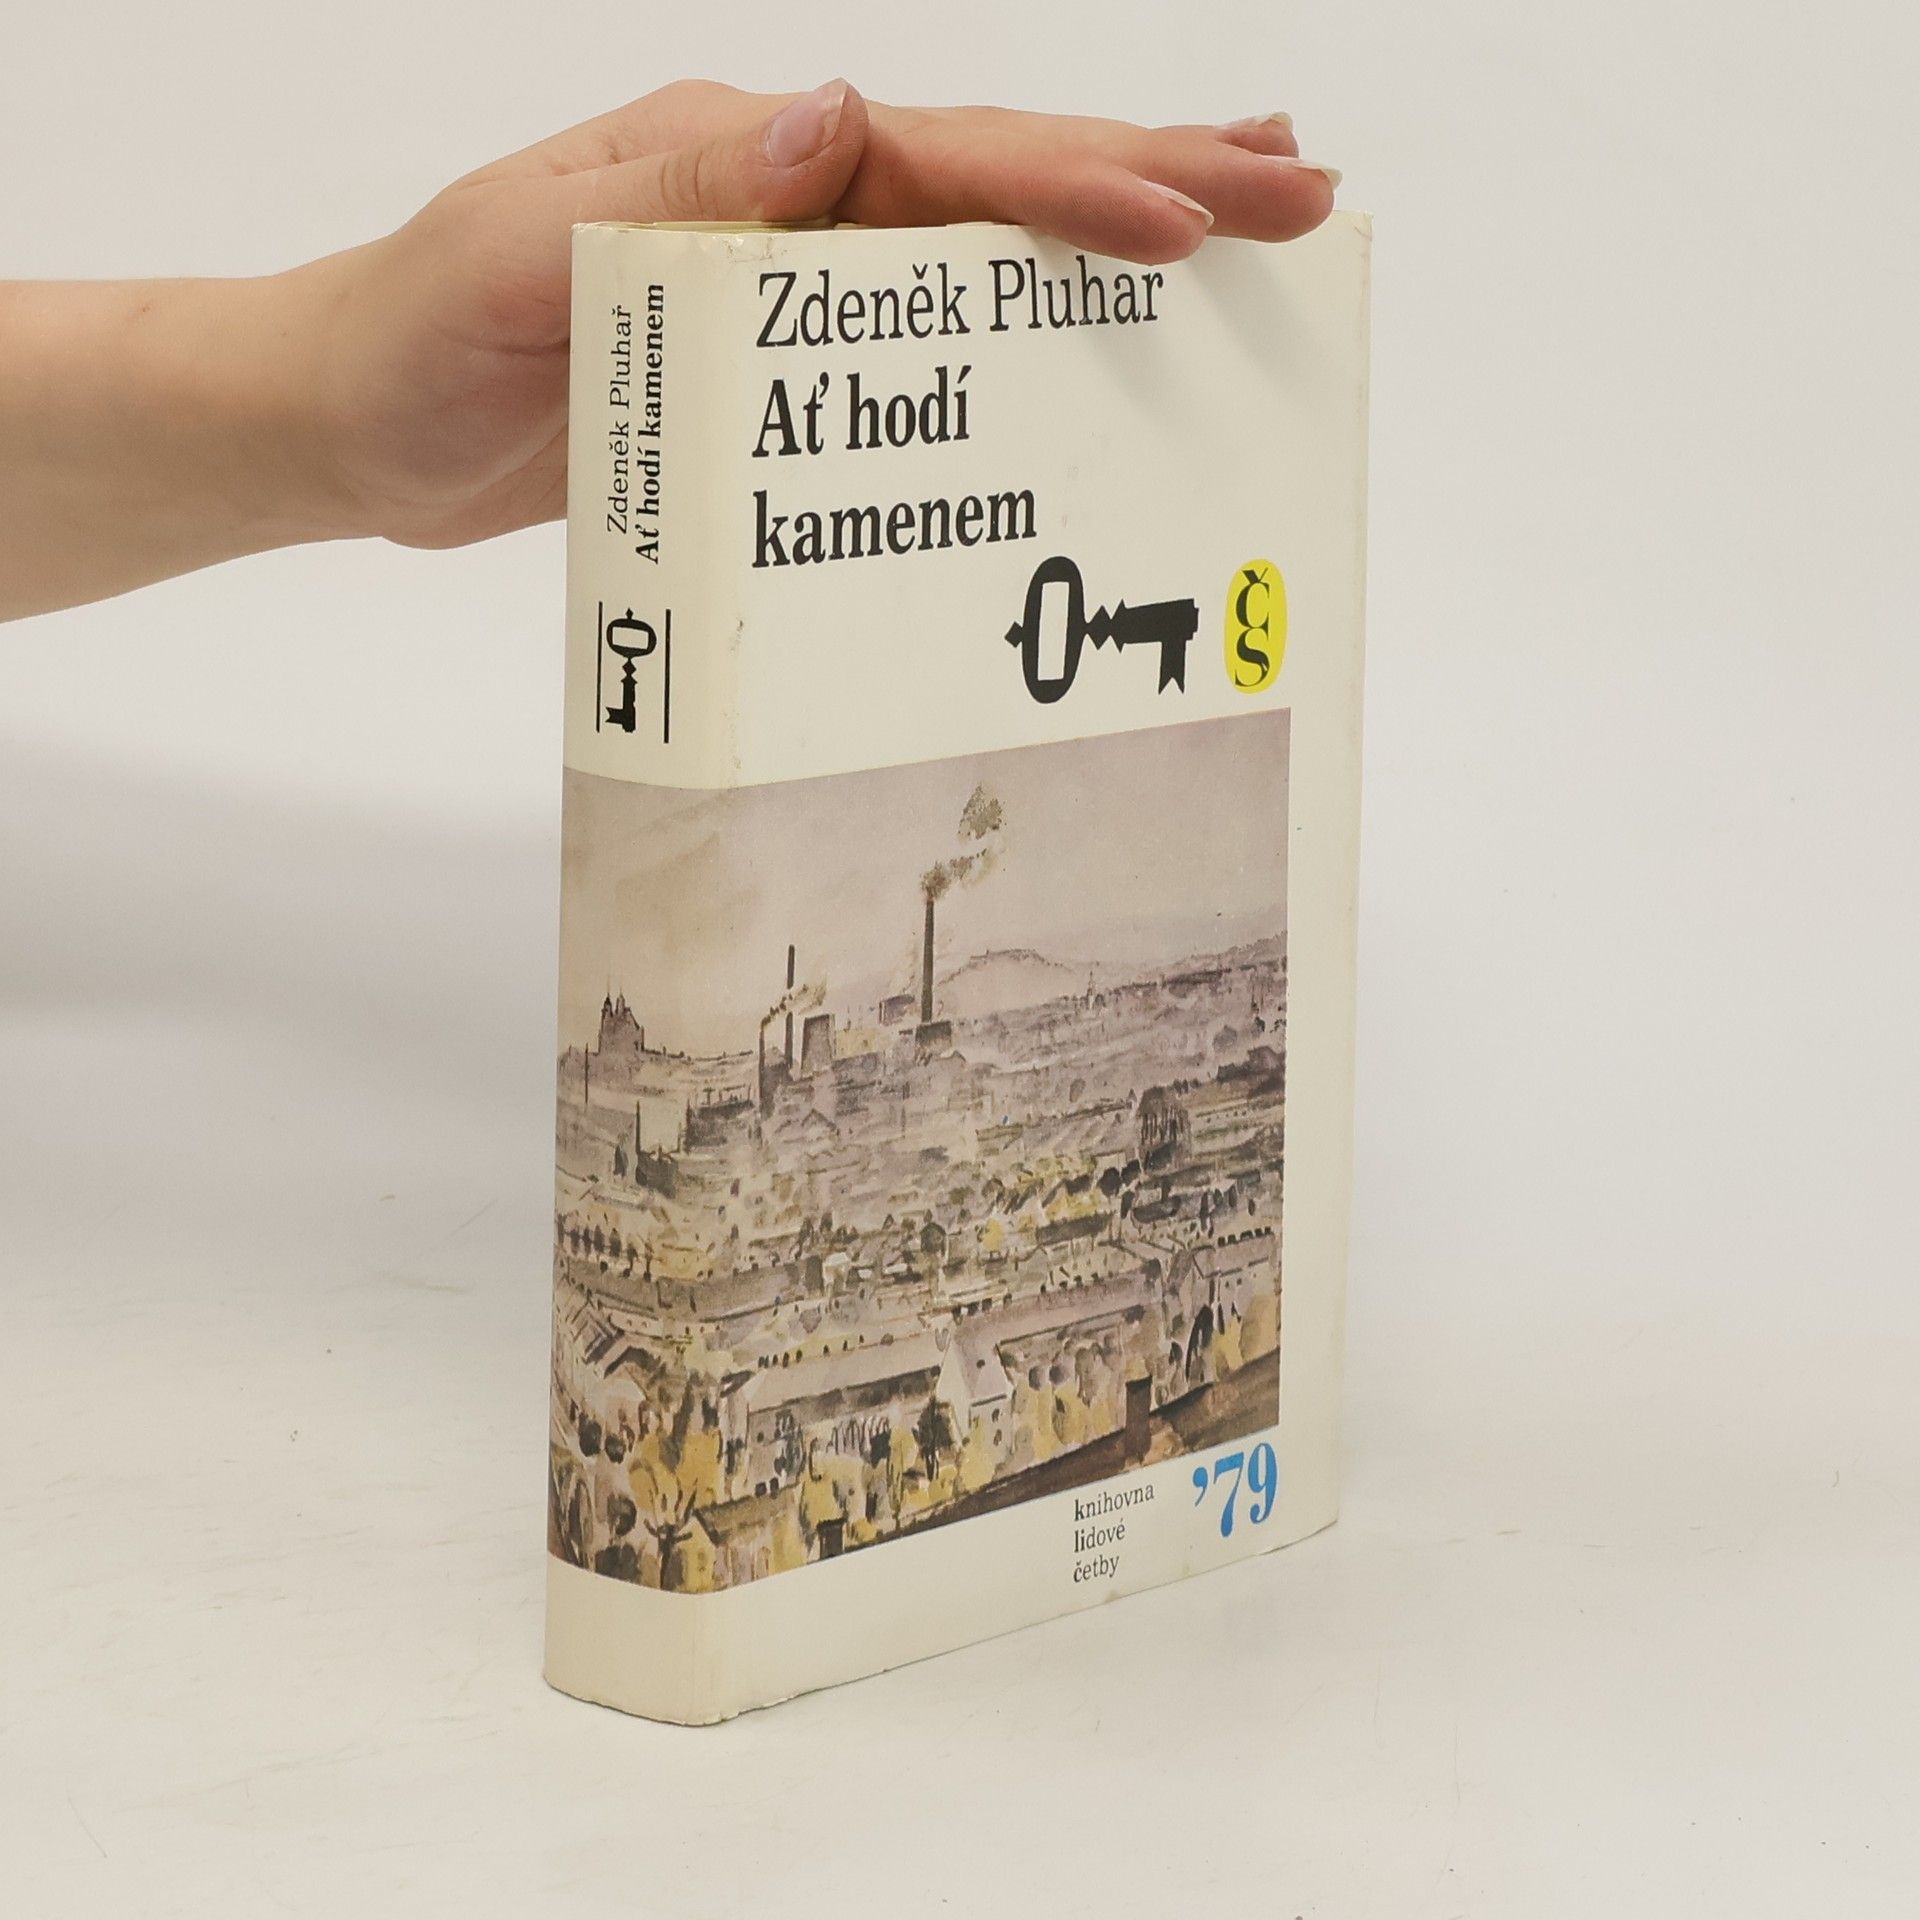 Zdeněk Pluhař
Ať hodí kamenem
Zdeněk Pluhař
Ať hodí
kamenem
ČS
knihovna
lidové
četby
’79